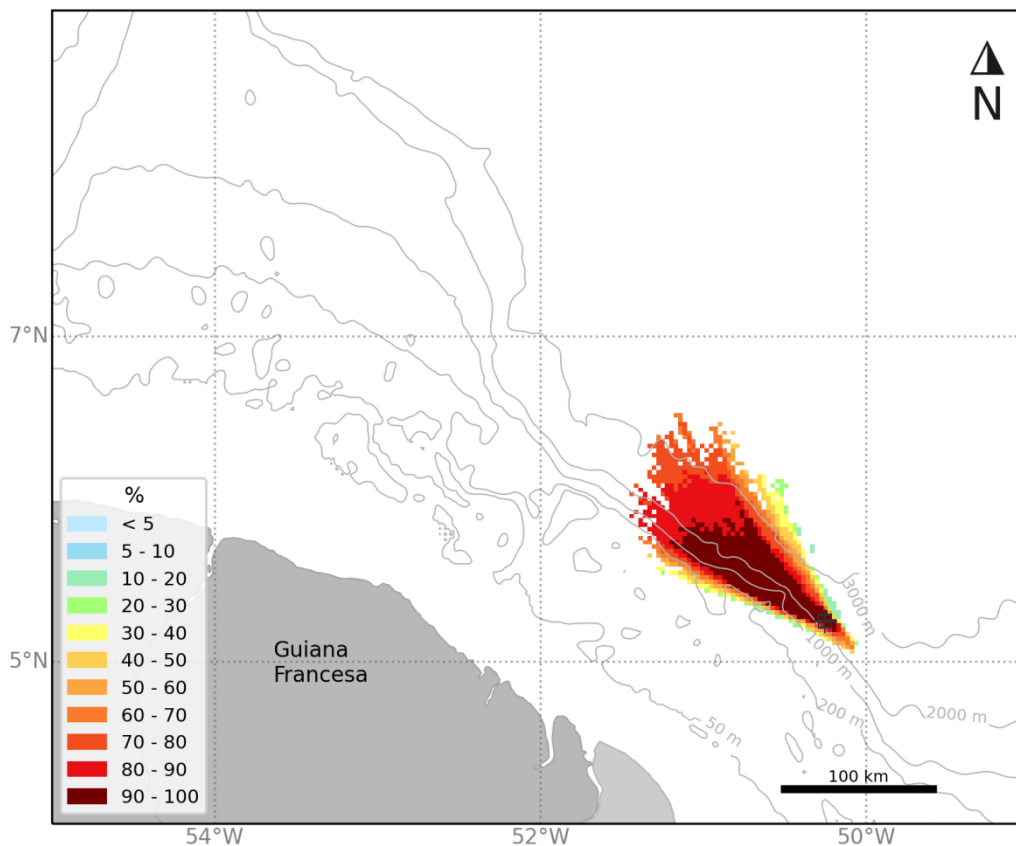 N
7°N
%
< 5
5 - 10
10 - 20
20 - 30
30 - 40
40 - 50
50 - 60
60 - 70
70 - 80
80 - 90
90 - 100
5°N
Guiana
Francesa
3000 m
1000 m
2000 m
200 m
50 m
100 km
54°W
52°W
50°W